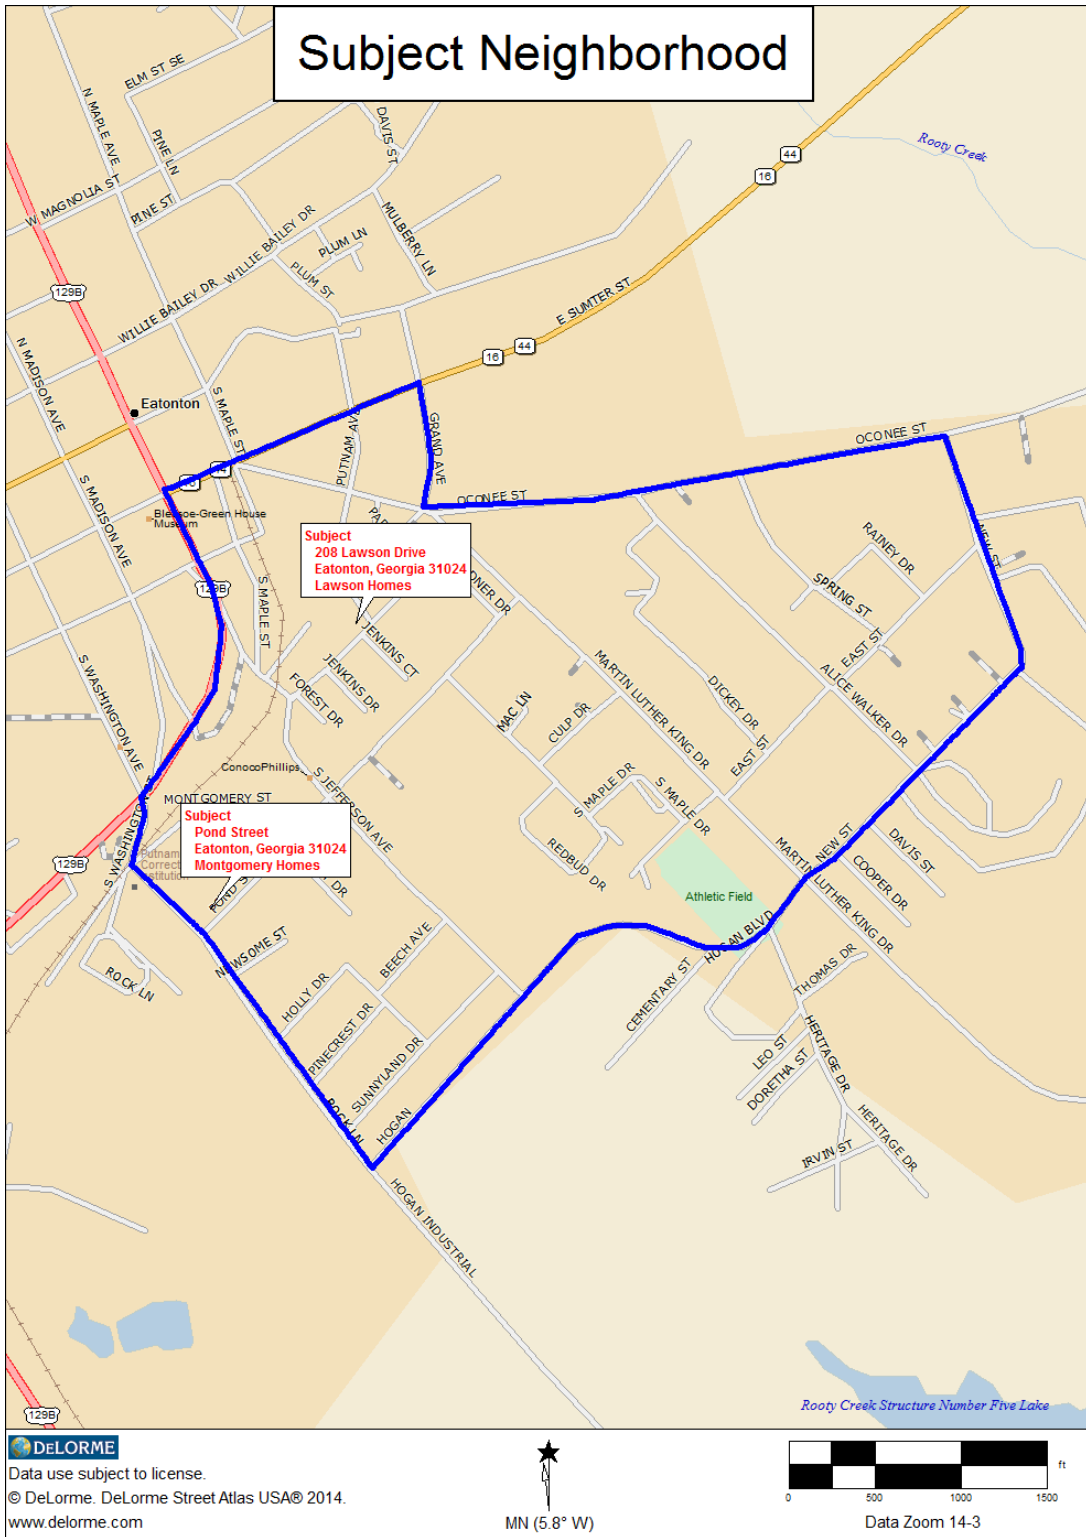 Subject Neighborhood
ELM ST SE
N MAPLE AVE
PINE LN
DAVIS ST
W MAGNOLIA ST
PINE ST
Rooty Creek
44
16
MULBERRY LN
WILLIE BAILEY DR
PLUM LN
PLUM ST
129B
WILLIE BAILEY DR
E SUMTER ST
N MADISON AVE
16
44
Eatonton
S MAPLE ST
PUTNAM AVE
GRAND AVE
OCONEE ST
44
OCONEE ST
S MADISON AVE
Bledsoe-Green House
Museum
NEW ST
RAINEY DR
Subject
208 Lawson Drive
Eatonton, Georgia 31024
Lawson Homes
129B
S MAPLE ST
SPRING ST
EAST ST
JENKINS CT
JENKINS DR
FOREST DR
S WASHINGTON AVE
MARTIN LUTHER KING DR
ALICE WALKER DR
DICKEY DR
MAC LN
CULP DR
EAST ST
ConocoPhillips
S JEFFERSON AVE
S MAPLE DR
S MAPLE DR
MONTGOMERY ST
Subject
Pond Street
Eatonton, Georgia 31024
Montgomery Homes
S WASHINGTON ST
129B
REDBUD DR
NEW ST
DAVIS ST
COOPER DR
MARTIN LUTHER KING DR
Athletic Field
HOGAN BLVD
NEWSOME ST
BEECH AVE
ROCK LN
HOLLY DR
CEMENTARY ST
THOMAS DR
PINECREST DR
SUNNYLAND DR
HERITAGE DR
LEO ST
DORETHA ST
ROCK LN
HOGAN
HERITAGE DR
IRVIN ST
HOGAN INDUSTRIAL
129B
Rooty Creek Structure Number Five Lake
DELORME
Data use subject to license.
© DeLorme. DeLorme Street Atlas USA® 2014.
www.delorme.com
MN (5.8° W)
ft
0 500 1000 1500
Data Zoom 14-3